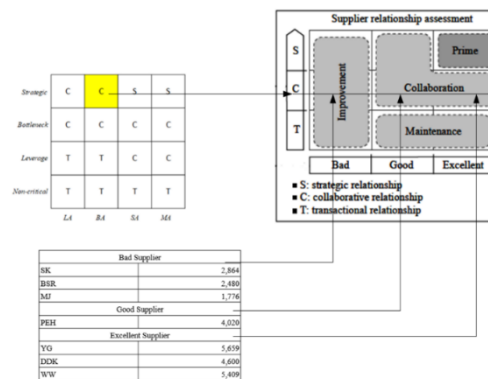 Supplier relationship assessment
S
C
T
Improvement
Prime
Collaboration
Maintenance
Bad Good Excellent
■ S: strategic relationship
■ C: collaborative relationship
■ T: transactional relationship
Strategic C C S S
Bottleneck C C C C
Leverage T T C C
Non-critical T T T T
LA BA SA MA
Bad Supplier
SK 2,864
BSR 2,480
MJ 1,776
Good Supplier
PEH 4,020
Excellent Supplier
YG 5,659
DDK 4,600
WW 5,409